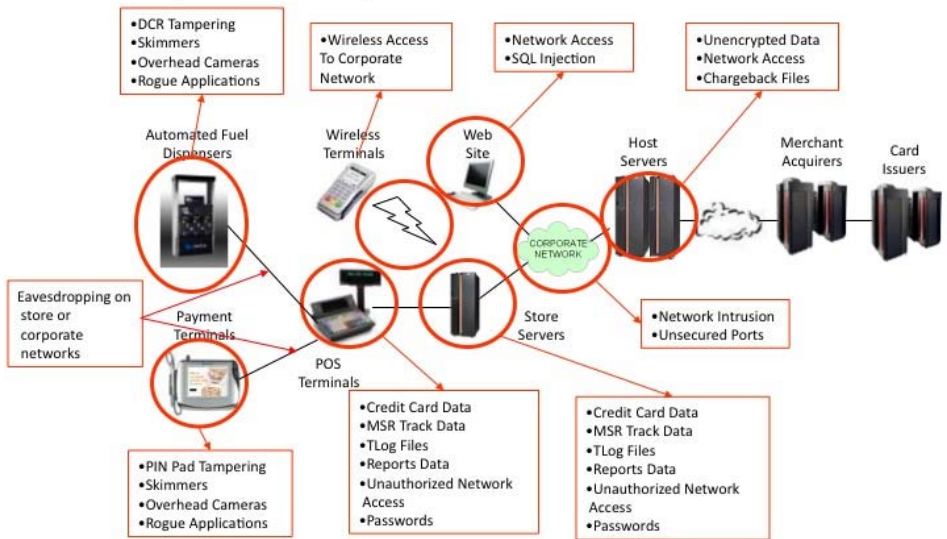 •DCR Tampering
•Skimmers
•Overhead Cameras
•Rogue Applications
•Wireless Access
To Corporate
Network
•Network Access
•SQL Injection
•Unencrypted Data
•Network Access
•Chargeback Files
Automated Fuel
Dispensers
Wireless
Terminals
Web
Site
Host
Servers
Merchant
Acquirers
Card
Issuers
CORPORATE
NETWORK
Eavesdropping on
store or
corporate
networks
Payment
Terminals
POS
Terminals
Store
Servers
•Network Intrusion
•Unsecured Ports
•PIN Pad Tampering
•Skimmers
•Overhead Cameras
•Rogue Applications
•Credit Card Data
•MSR Track Data
•TLog Files
•Reports Data
•Unauthorized Network
Access
•Passwords
•Credit Card Data
•MSR Track Data
•TLog Files
•Reports Data
•Unauthorized Network
Access
•Passwords